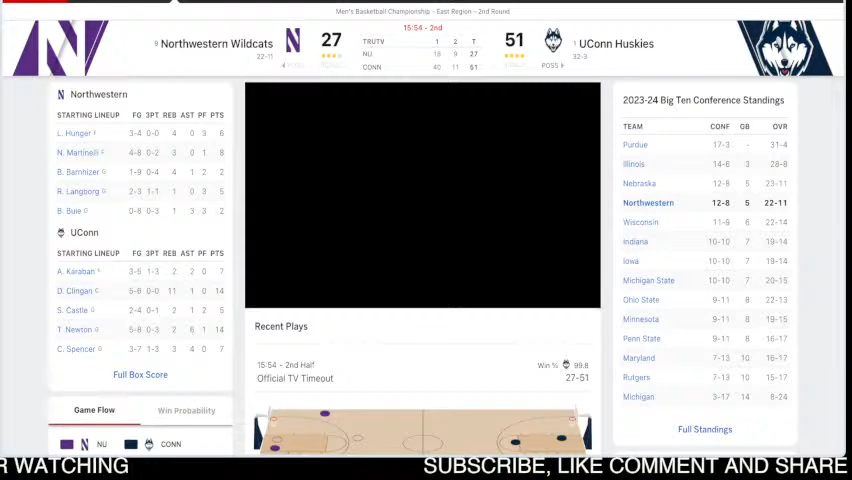 Men's Basketball Championship - East Region - 2nd Round
9 Northwestern Wildcats
22-11
27
15:54 - 2nd
TRUTV 1 2 T
NU 18 9 27
CONN 40 11 51
51
POSS
1 UConn Huskies
32-3
Northwestern
STARTING LINEUP FG 3PT REB AST PF PTS
L. Hunger F 3-4 0-0 4 0 3 6
N. Martinelli F 4-8 0-2 3 0 1 8
B. Barnhizer G 1-9 0-4 4 1 2 2
R. Langborg G 2-3 1-1 1 0 3 5
B. Buie G 0-8 0-3 1 3 3 2
UConn
STARTING LINEUP FG 3PT REB AST PF PTS
A. Karaban F 3-5 1-3 2 2 0 7
D. Clingan C 5-6 0-0 11 1 0 14
S. Castle G 2-4 0-1 2 1 2 5
T. Newton G 5-8 0-3 2 6 1 14
C. Spencer G 3-7 1-3 3 4 0 7
Full Box Score
Game Flow Win Probability
NU CONN
Recent Plays
15:54 - 2nd Half Win % 99.8
Official TV Timeout 27-51
2023-24 Big Ten Conference Standings
TEAM CONF GB OVR
Purdue 17-3 - 31-4
Illinois 14-6 3 28-8
Nebraska 12-8 5 23-11
Northwestern 12-8 5 22-11
Wisconsin 11-9 6 22-14
Indiana 10-10 7 19-14
Iowa 10-10 7 19-14
Michigan State 10-10 7 20-15
Ohio State 9-11 8 22-13
Minnesota 9-11 8 19-15
Penn State 9-11 8 16-17
Maryland 7-13 10 16-17
Rutgers 7-13 10 15-17
Michigan 3-17 14 8-24
Full Standings
R WATCHING SUBSCRIBE, LIKE COMMENT AND SHARE